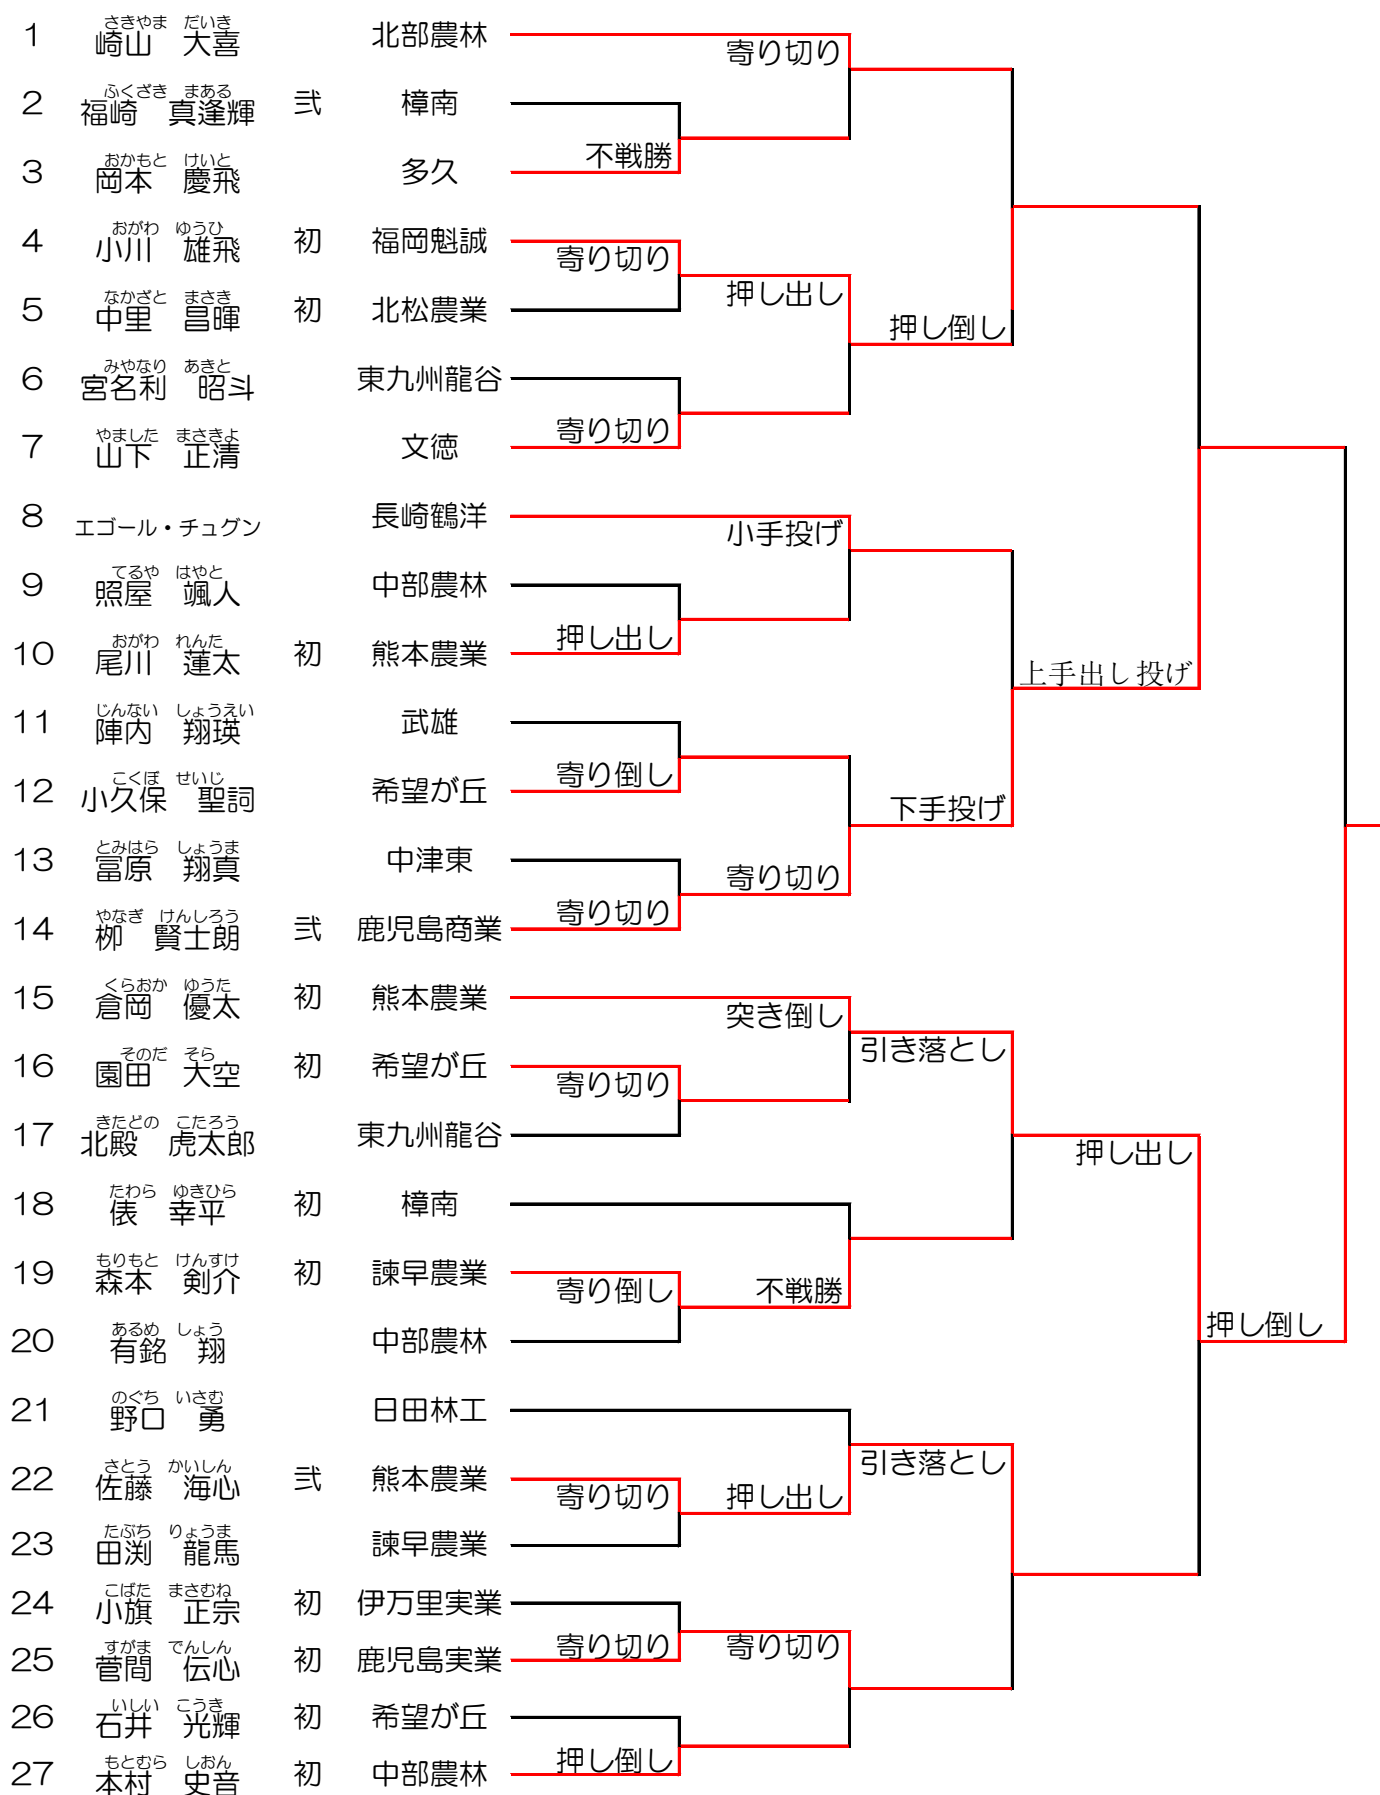 さきやま だいき
1 崎山 大喜 北部農林
寄り切り
ふくざき まある
2 福崎 真逢輝 弐 樟南
不戦勝
おかもと けいと
3 岡本 慶飛 多久
おがわ ゆうひ
4 小川 雄飛 初 福岡魁誠
寄り切り
押し出し
なかざと まさき
5 中里 昌暉 初 北松農業
押し倒し
みやなり あきと
6 宮名利 昭斗 東九州龍谷
寄り切り
やました まさきよ
7 山下 正清 文徳
8 エゴール・チュグン 長崎鶴洋
小手投げ
てるや はやと
9 照屋 颯人 中部農林
押し出し
おがわ れんた
10 尾川 蓮太 初 熊本農業
上手出し投げ
じんない しょうえい
11 陣内 翔瑛 武雄
寄り倒し
こくぼ せいじ
12 小久保 聖詞 希望が丘
下手投げ
とみはら しょうま
13 冨原 翔真 中津東
寄り切り
寄り切り
やなぎ けんしろう
14 栁 賢士朗 弐 鹿児島商業
くらおか ゆうた
15 倉岡 優太 初 熊本農業
突き倒し
引き落とし
そのだ そら
16 園田 大空 初 希望が丘
寄り切り
きたどの こたろう
17 北殿 虎太郎 東九州龍谷
押し出し
たわら ゆきひら
18 俵 幸平 初 樟南
もりもと けんすけ
19 森本 剣介 初 諫早農業
寄り倒し 不戦勝
あるめ しょう
20 有銘 翔 中部農林
押し倒し
のぐち いさむ
21 野口 勇 日田林工
引き落とし
さとう かいしん
22 佐藤 海心 弐 熊本農業
寄り切り 押し出し
たぶち りょうま
23 田渕 龍馬 諫早農業
こばた まさむね
24 小旗 正宗 初 伊万里実業
寄り切り 寄り切り
すがま でんしん
25 菅間 伝心 初 鹿児島実業
いしい こうき
26 石井 光輝 初 希望が丘
押し倒し
もとむら しおん
27 本村 史音 初 中部農林